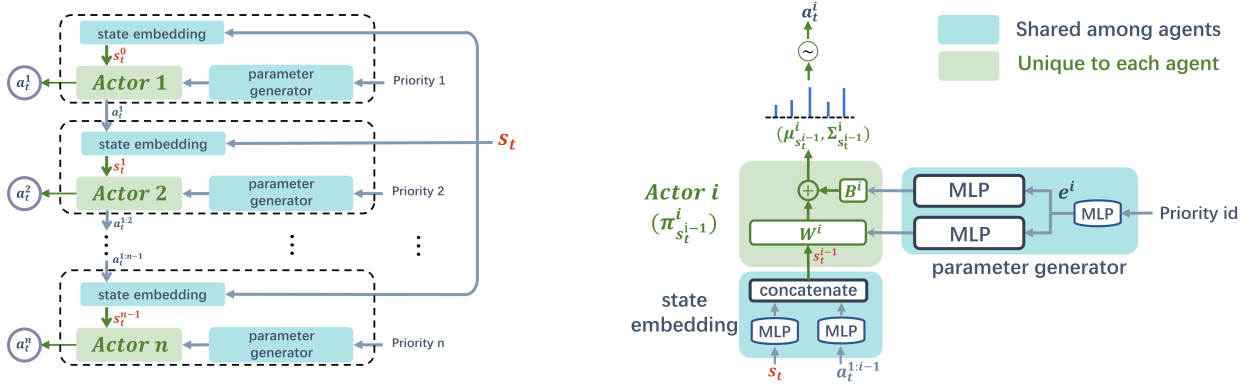 state embedding
s_t^0
Actor 1
parameter
generator
Priority 1
a_t^1
a_t^1
state embedding
s_t
s_t^1
Actor 2
parameter
generator
Priority 2
a_t^2
a_t^{1:2}
a_t^{1:n-1}
state embedding
s_t^{n-1}
Actor n
parameter
generator
Priority n
a_t^n
a_t^i
~
(μ^i_{s_t^{i-1}}, Σ^i_{s_t^{i-1}})
Shared among agents
Unique to each agent
Actor i
(π^i_{s_t^{i-1}})
+
B^i
W^i
s_t^{i-1}
MLP
MLP
e^i
MLP
Priority id
parameter generator
state
embedding
concatenate
MLP
MLP
s_t
a_t^{1:i-1}